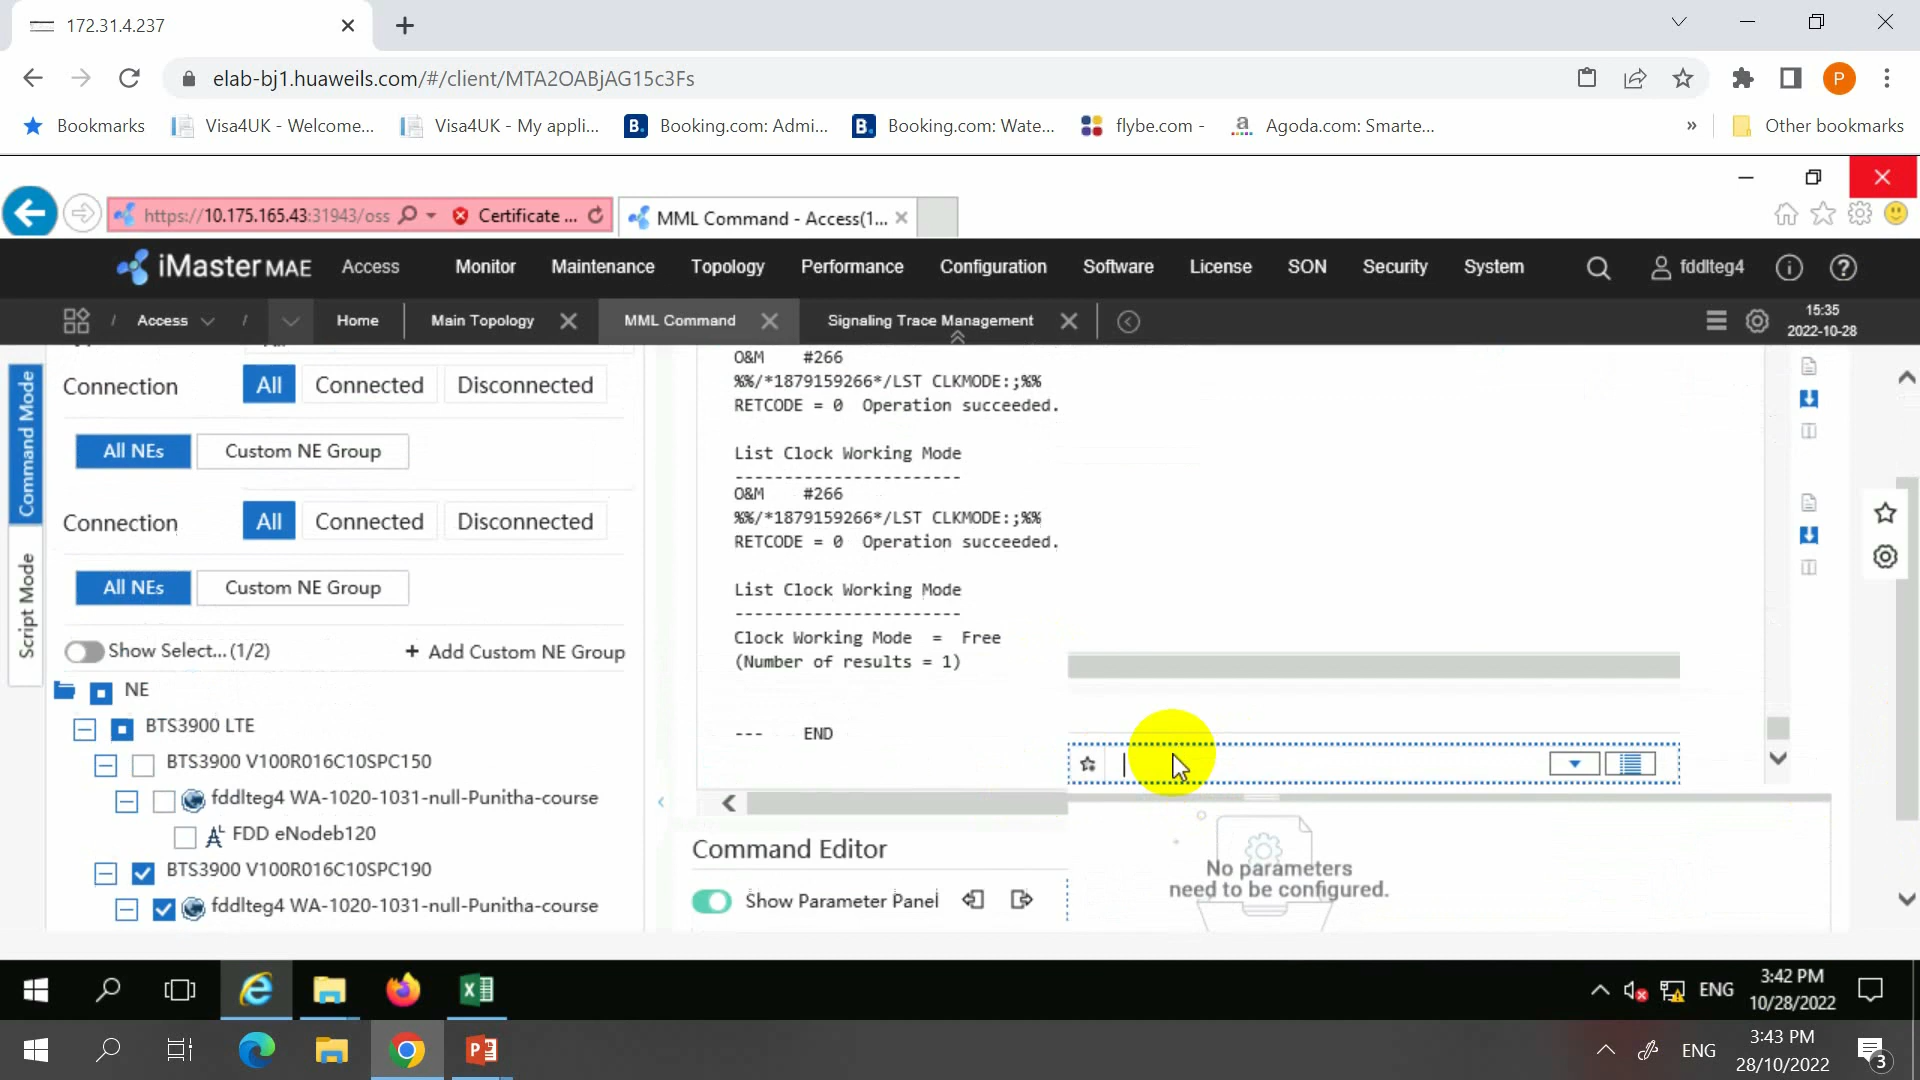 172.31.4.237
elab-bj1.huaweils.com/#/client/MTA2OABjAG15c3Fs
P
Bookmarks
Visa4UK - Welcome...
Visa4UK - My appli...
B. Booking.com: Admi...
B. Booking.com: Wate...
flybe.com -
a Agoda.com: Smarte...
»
Other bookmarks
https://10.175.165.43:31943/oss
Certificate ...
MML Command - Access(1...
iMaster MAE
Access
Monitor
Maintenance
Topology
Performance
Configuration
Software
License
SON
Security
System
fddlteg4
/ Access /
Home
Main Topology
MML Command
Signaling Trace Management
15:35
2022-10-28
Command Mode
Script Mode
Connection
All
Connected
Disconnected
All NEs
Custom NE Group
Connection
All
Connected
Disconnected
All NEs
Custom NE Group
Show Select... (1/2)
+ Add Custom NE Group
NE
BTS3900 LTE
BTS3900 V100R016C10SPC150
fddlteg4 WA-1020-1031-null-Punitha-course
FDD eNodeb120
BTS3900 V100R016C10SPC190
fddlteg4 WA-1020-1031-null-Punitha-course
O&M #266
%%/*1879159266*/LST CLKMODE:;%%
RETCODE = 0 Operation succeeded.
List Clock Working Mode
-----------------------
O&M #266
%%/*1879159266*/LST CLKMODE:;%%
RETCODE = 0 Operation succeeded.
List Clock Working Mode
-----------------------
Clock Working Mode = Free
(Number of results = 1)
--- END
Command Editor
Show Parameter Panel
No parameters
need to be configured.
ENG
3:42 PM
10/28/2022
ENG
3:43 PM
28/10/2022
3